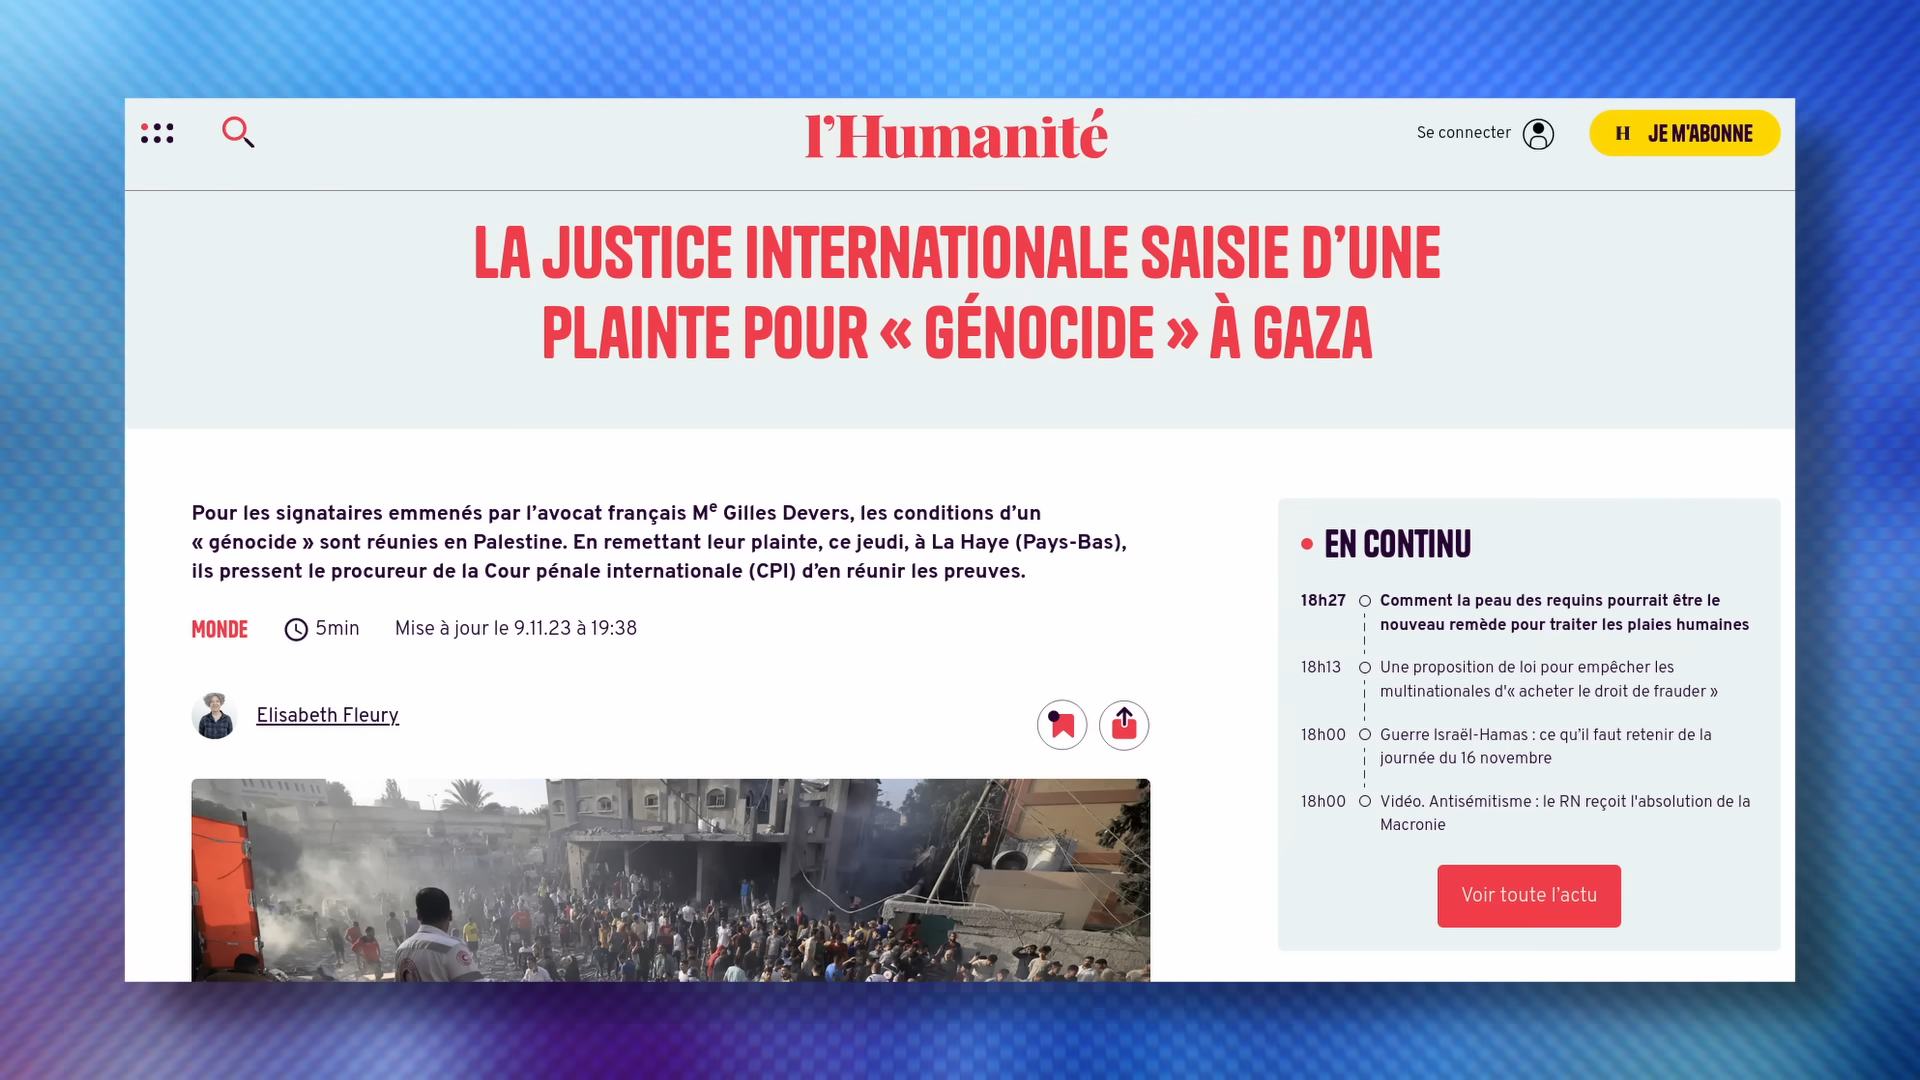 l'Humanité
Se connecter
H JE M'ABONNE
LA JUSTICE INTERNATIONALE SAISIE D’UNE
PLAINTE POUR « GÉNOCIDE » À GAZA
Pour les signataires emmenés par l’avocat français Me Gilles Devers, les conditions d’un
« génocide » sont réunies en Palestine. En remettant leur plainte, ce jeudi, à La Haye (Pays-Bas),
ils pressent le procureur de la Cour pénale internationale (CPI) d’en réunir les preuves.
MONDE 5min Mise à jour le 9.11.23 à 19:38
Elisabeth Fleury
EN CONTINU
18h27 Comment la peau des requins pourrait être le
nouveau remède pour traiter les plaies humaines
18h13 Une proposition de loi pour empêcher les
multinationales d'« acheter le droit de frauder »
18h00 Guerre Israël-Hamas : ce qu’il faut retenir de la
journée du 16 novembre
18h00 Vidéo. Antisémitisme : le RN reçoit l'absolution de la
Macronie
Voir toute l’actu